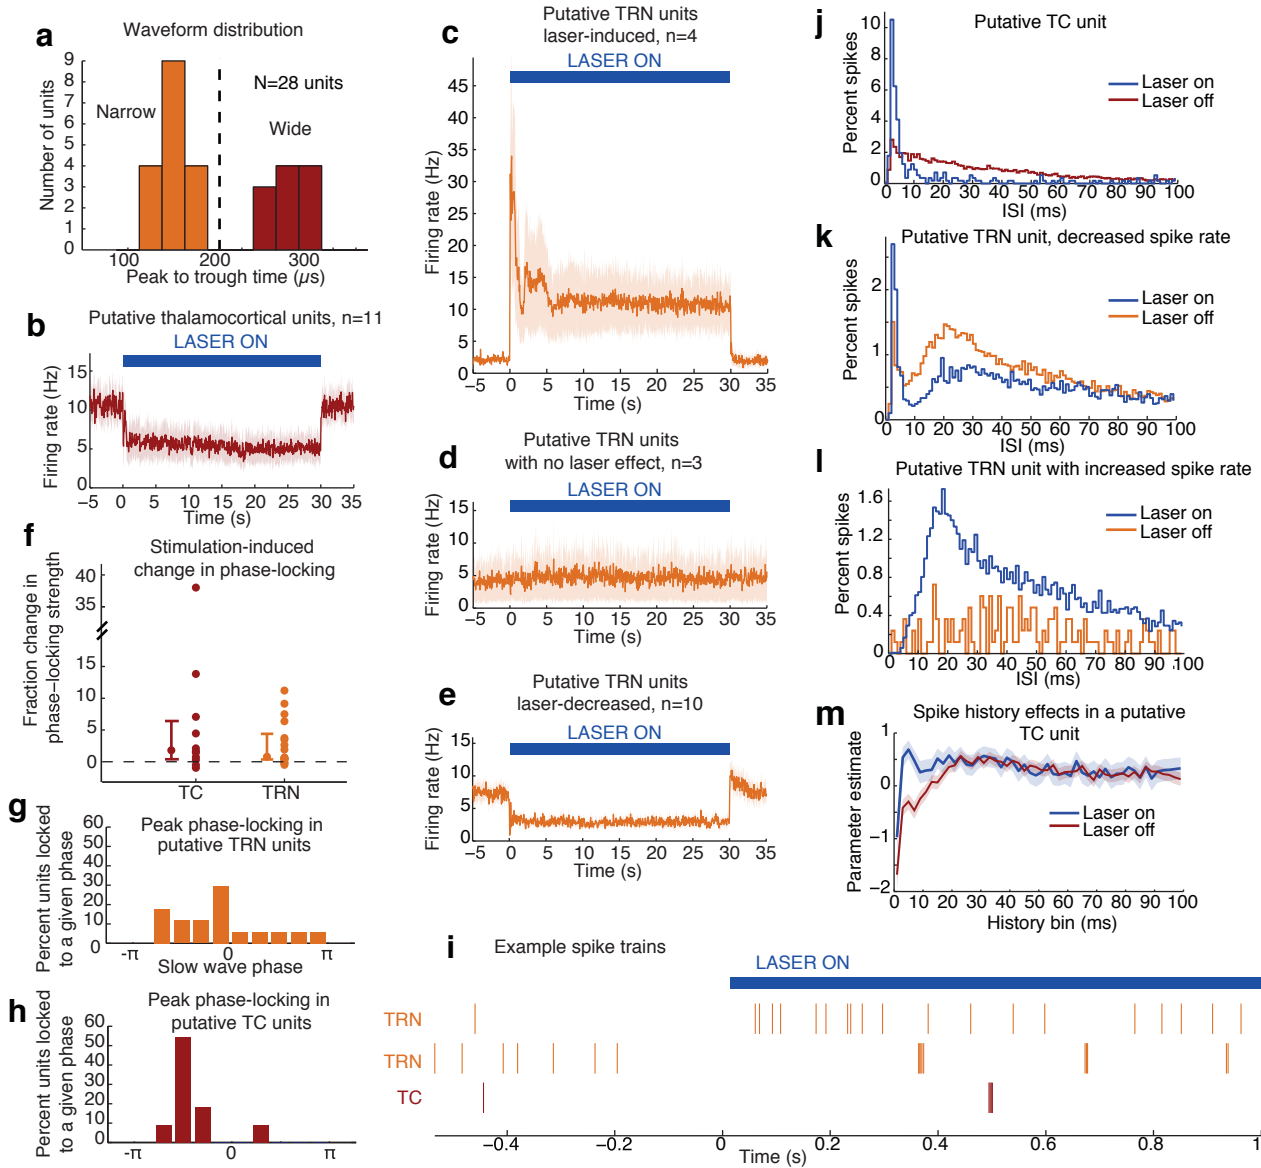 a
Waveform distribution
Number of units
9
8
7
6
5
4
3
2
1
0
Narrow
N=28 units
Wide
100 200 300
Peak to trough time (µs)
b
Putative thalamocortical units, n=11
LASER ON
Firing rate (Hz)
15
10
5
0
−5 0 5 10 15 20 25 30 35
Time (s)
c
Putative TRN units
laser-induced, n=4
LASER ON
Firing rate (Hz)
45
40
35
30
25
20
15
10
5
0
−5 0 5 10 15 20 25 30 35
Time (s)
d
Putative TRN units
with no laser effect, n=3
LASER ON
Firing rate (Hz)
15
10
5
0
−5 0 5 10 15 20 25 30 35
Time (s)
e
Putative TRN units
laser-decreased, n=10
LASER ON
Firing rate (Hz)
15
10
5
0
−5 0 5 10 15 20 25 30 35
Time (s)
f
Stimulation-induced
change in phase-locking
Fraction change in
phase−locking strength
40
35
15
10
5
0
TC TRN
g
Peak phase-locking in
putative TRN units
Percent units locked
to a given phase
60
50
40
30
20
10
0
-π 0 π
Slow wave phase
h
Peak phase-locking in
putative TC units
Percent units locked
to a given phase
60
50
40
30
20
10
0
-π 0 π
i
Example spike trains
LASER ON
TRN
TRN
TC
−0.4 −0.2 0 0.2 0.4 0.6 0.8 1
Time (s)
j
Putative TC unit
Percent spikes
10
8
6
4
2
0
Laser on
Laser off
0 10 20 30 40 50 60 70 80 90 100
ISI (ms)
k
Putative TRN unit, decreased spike rate
Percent spikes
2
1
0
Laser on
Laser off
0 10 20 30 40 50 60 70 80 90 100
ISI (ms)
l
Putative TRN unit with increased spike rate
Percent spikes
1.6
1.2
0.8
0.4
0
Laser on
Laser off
0 10 20 30 40 50 60 70 80 90 100
ISI (ms)
m
Spike history effects in a putative
TC unit
Parameter estimate
1
0
−1
−2
Laser on
Laser off
0 10 20 30 40 50 60 70 80 90 100
History bin (ms)